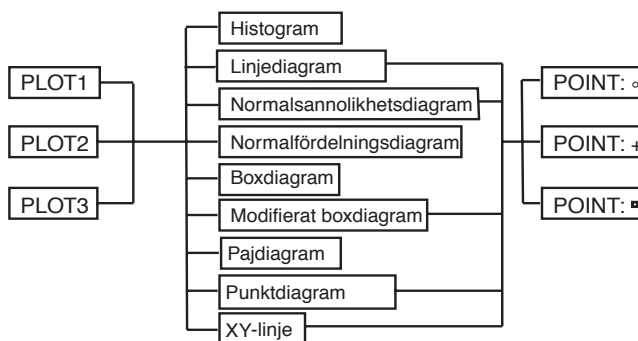 PLOT1
PLOT2
PLOT3
Histogram
Linjediagram
Normalsannolikhetsdiagram
Normalfördelningsdiagram
Boxdiagram
Modifierat boxdiagram
Pajdiagram
Punktdiagram
XY-linje
POINT: ◦
POINT: +
POINT: ▫